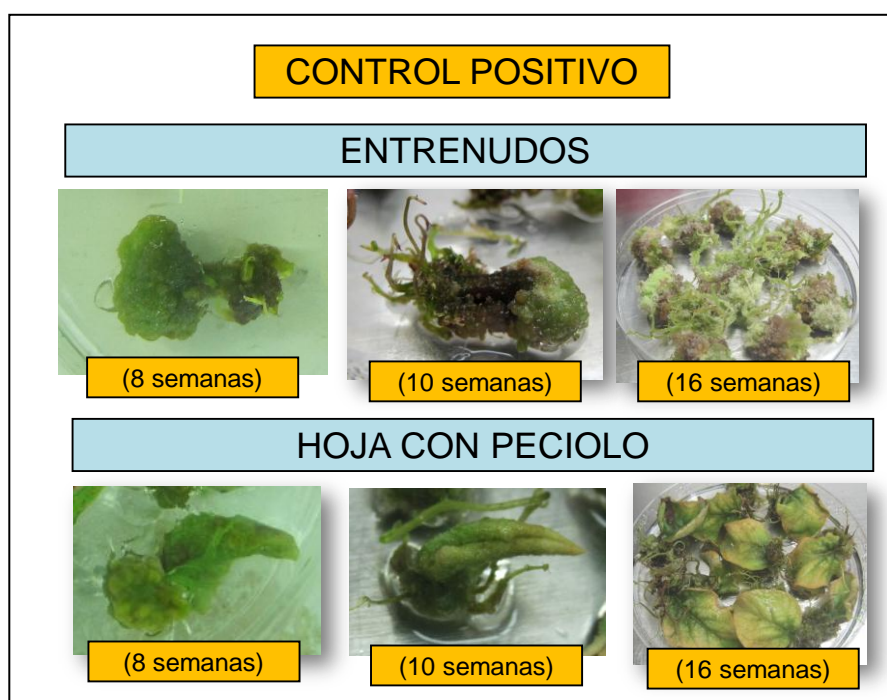 CONTROL POSITIVO
ENTRENUDOS
(8 semanas)
(10 semanas)
(16 semanas)
HOJA CON PECIOLO
(8 semanas)
(10 semanas)
(16 semanas)